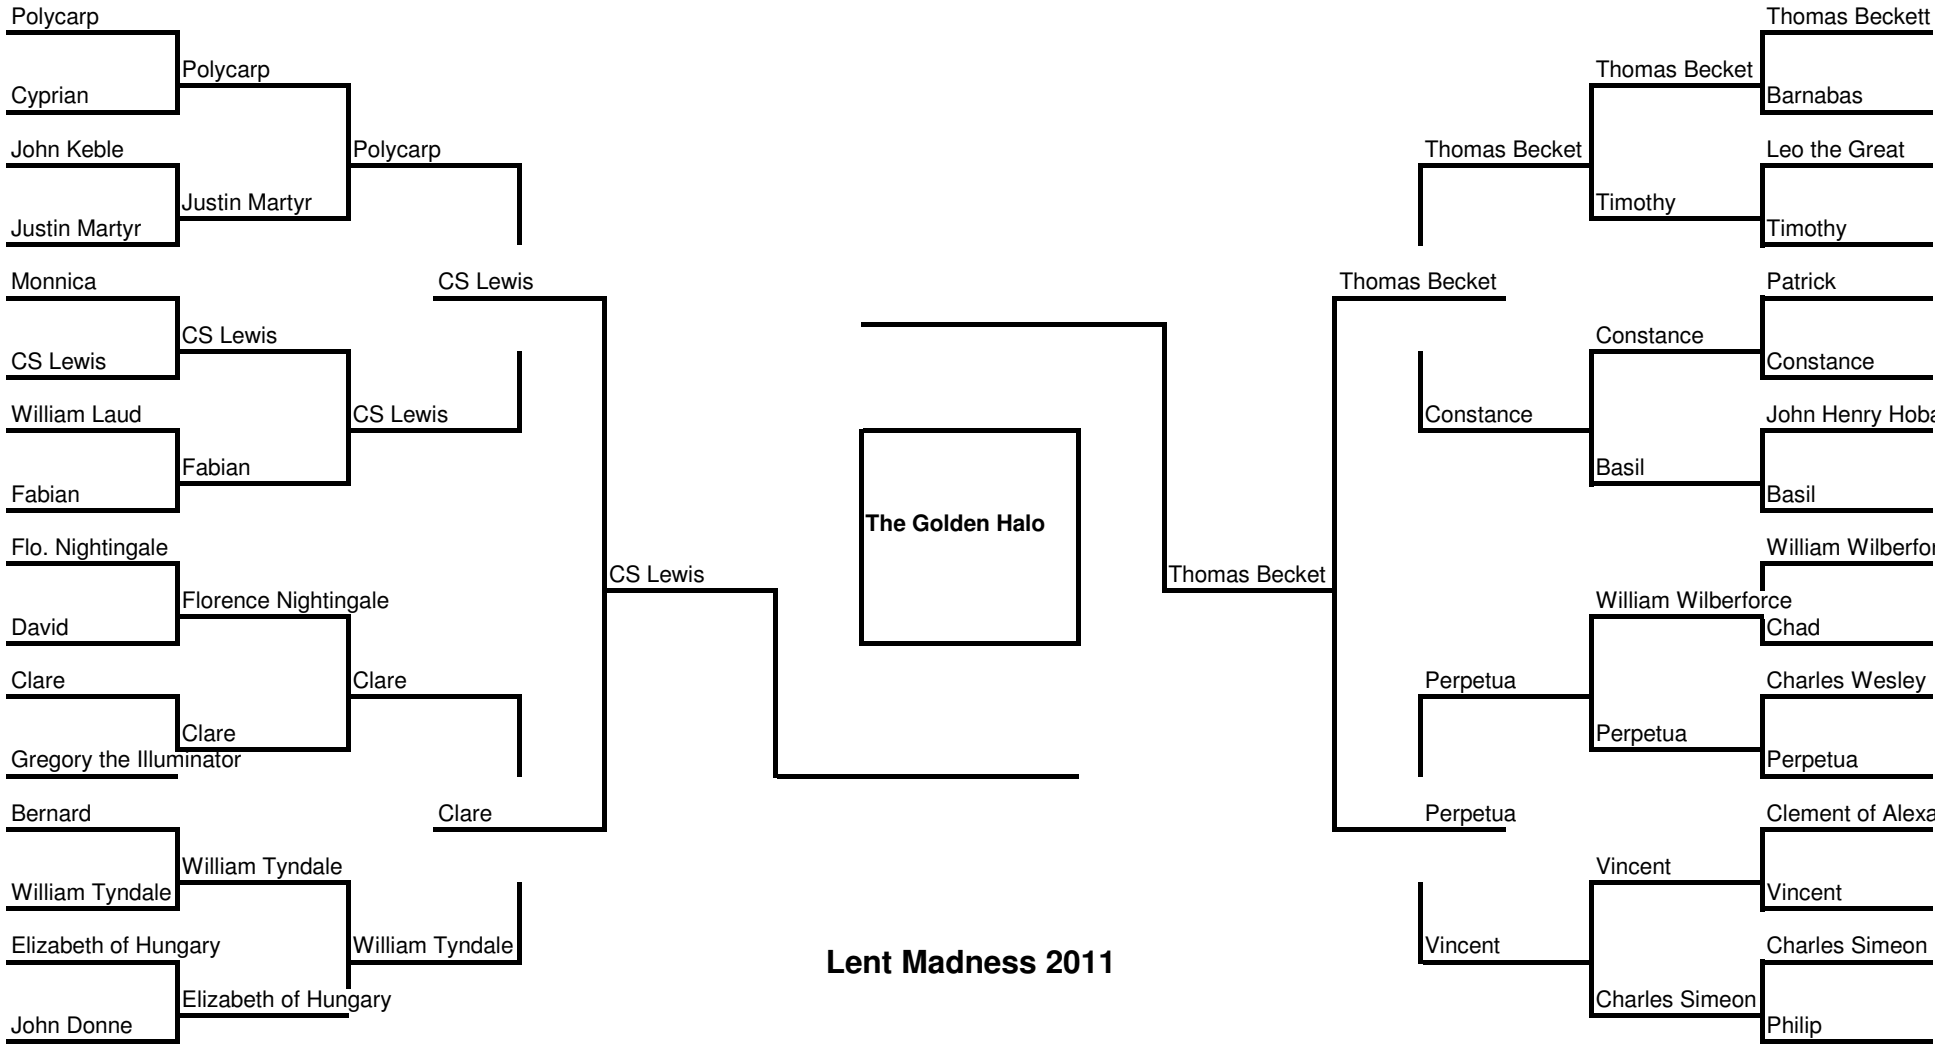 Polycarp
Cyprian
John Keble
Justin Martyr
Monnica
CS Lewis
William Laud
Fabian
Flo. Nightingale
David
Clare
Gregory the Illuminator
Bernard
William Tyndale
Elizabeth of Hungary
John Donne
Polycarp
Justin Martyr
CS Lewis
Fabian
Florence Nightingale
Clare
William Tyndale
Elizabeth of Hungary
Polycarp
CS Lewis
Clare
William Tyndale
CS Lewis
Clare
CS Lewis
The Golden Halo
Lent Madness 2011
Thomas Becket
Thomas Becket
Perpetua
Thomas Becket
Constance
Perpetua
Vincent
Thomas Becket
Timothy
Constance
Basil
William Wilberforce
Perpetua
Vincent
Charles Simeon
Thomas Beckett
Barnabas
Leo the Great
Timothy
Patrick
Constance
John Henry Hoba
Basil
William Wilberfor
Chad
Charles Wesley
Perpetua
Clement of Alexa
Vincent
Charles Simeon
Philip